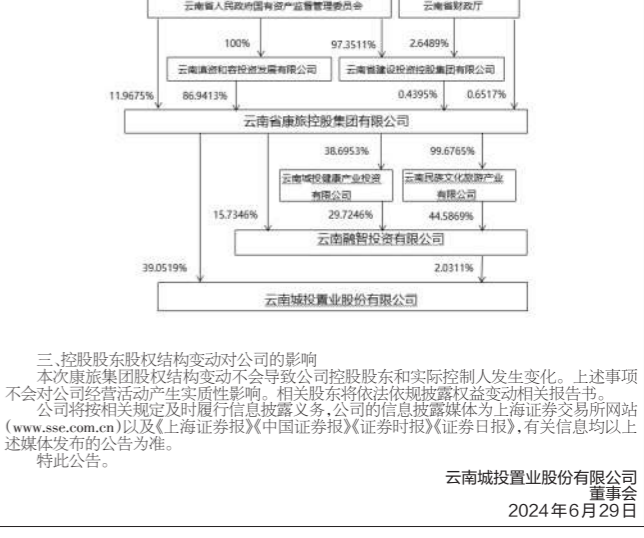 云南省人民政府国有资产监督管理委员会
云南省财政厅
100%
97.3511%
2.6489%
云南滇资和容投资发展有限公司
云南省建设投资控股集团有限公司
11.9675%
86.9413%
0.4395%
0.6517%
云南省康旅控股集团有限公司
38.6953%
99.6765%
云南城投健康产业投资
有限公司
云南民族文化旅游产业
有限公司
15.7346%
29.7246%
44.5869%
云南融智投资有限公司
39.0519%
2.0311%
云南城投置业股份有限公司
三、控股股东股权结构变动对公司的影响
本次康旅集团股权结构变动不会导致公司控股股东和实际控制人发生变化。上述事项
不会对公司经营活动产生实质性影响。相关股东将依法依规披露权益变动相关报告书。
公司将按相关规定及时履行信息披露义务,公司的信息披露媒体为上海证券交易所网站
(www.sse.com.cn)以及《上海证券报》《中国证券报》《证券时报》《证券日报》,有关信息均以上
述媒体发布的公告为准。
特此公告。
云南城投置业股份有限公司
董事会
2024年6月29日